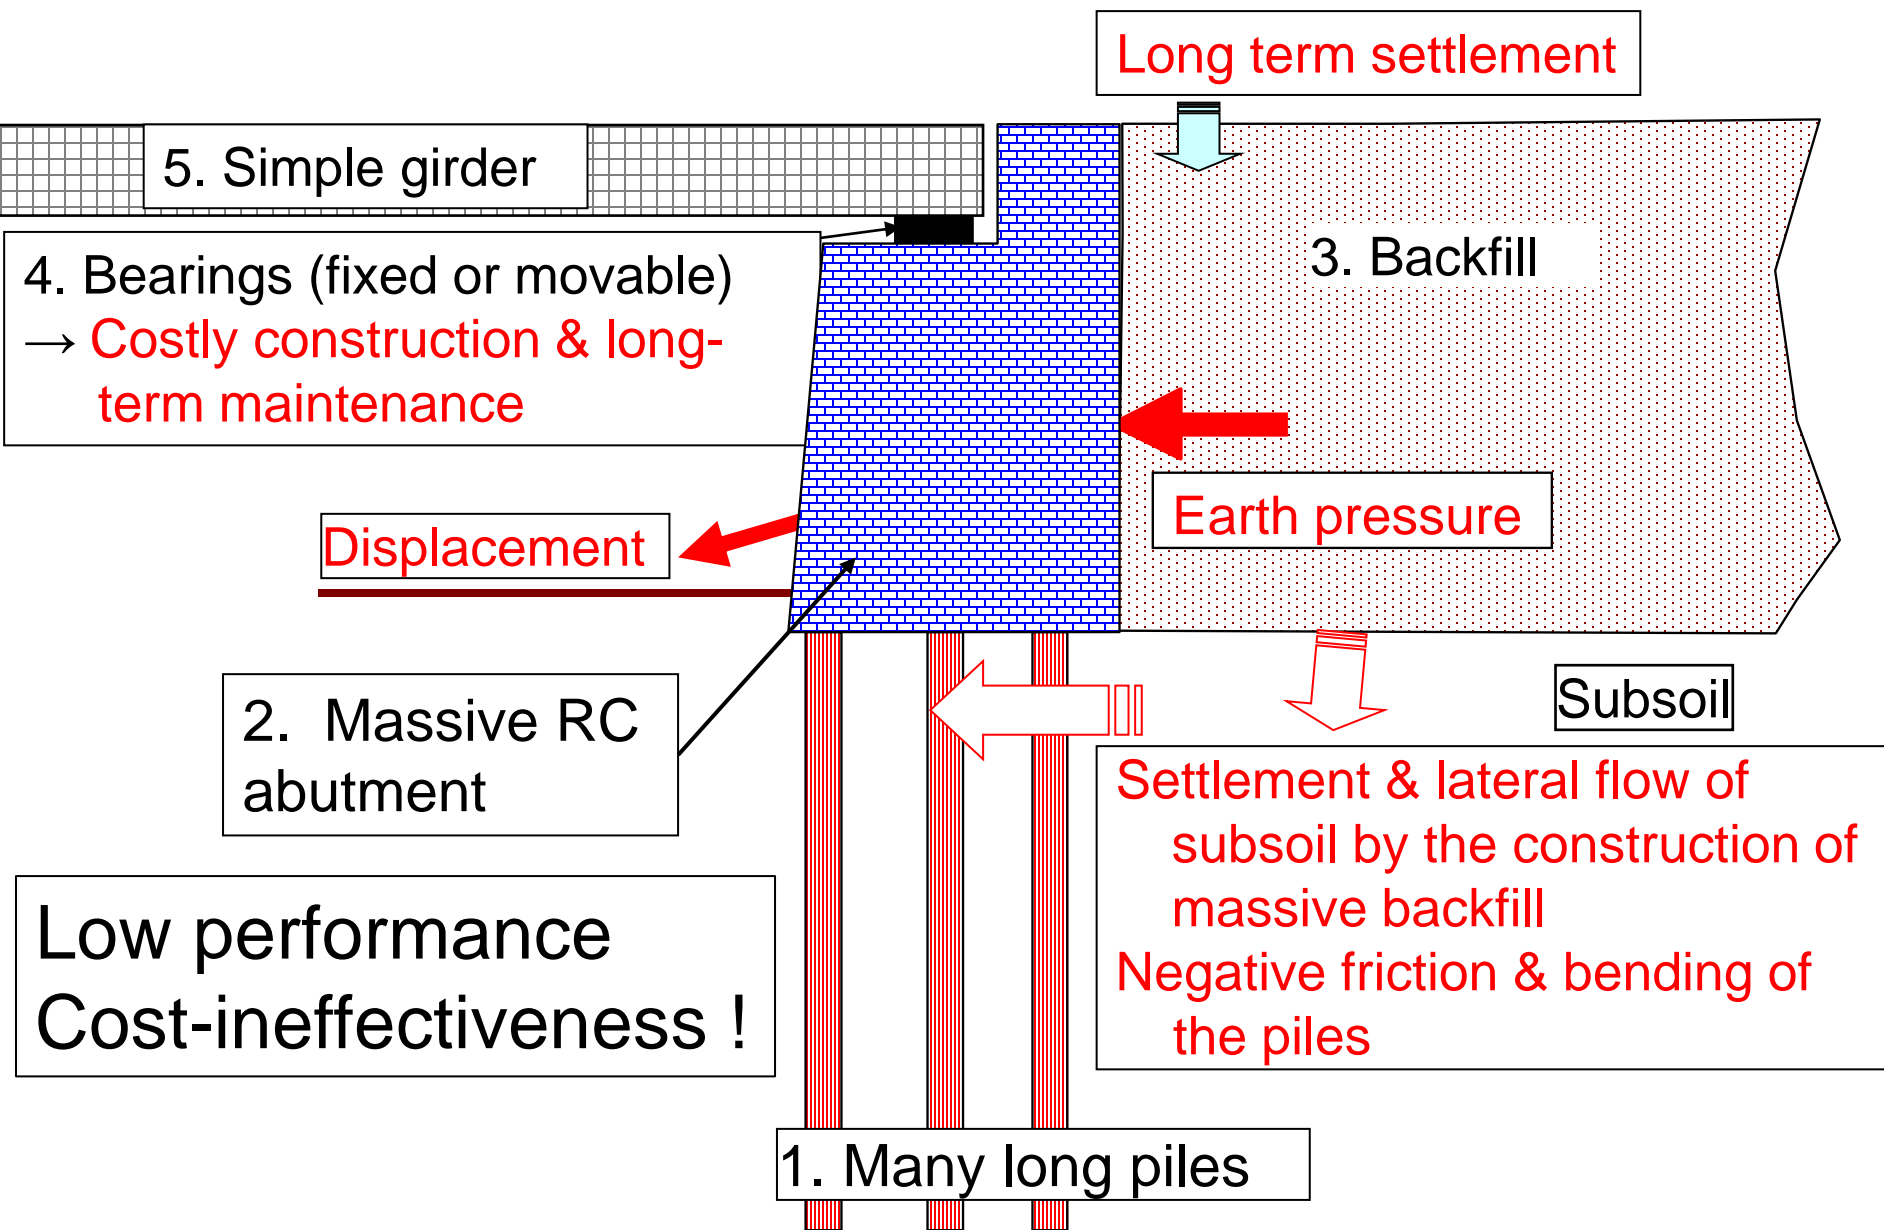 Long term settlement
5. Simple girder
4. Bearings (fixed or movable)
→ Costly construction & long-
term maintenance
3. Backfill
Earth pressure
Displacement
2. Massive RC
abutment
Subsoil
Settlement & lateral flow of
subsoil by the construction of
massive backfill
Negative friction & bending of
the piles
Low performance
Cost-ineffectiveness !
1. Many long piles